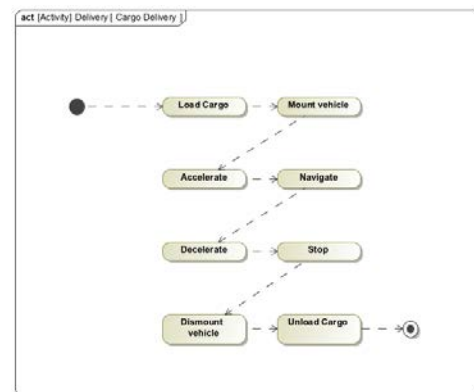 act [Activity] Delivery [ Cargo Delivery ]
Load Cargo
Mount vehicle
Accelerate
Navigate
Decelerate
Stop
Dismount
vehicle
Unload Cargo